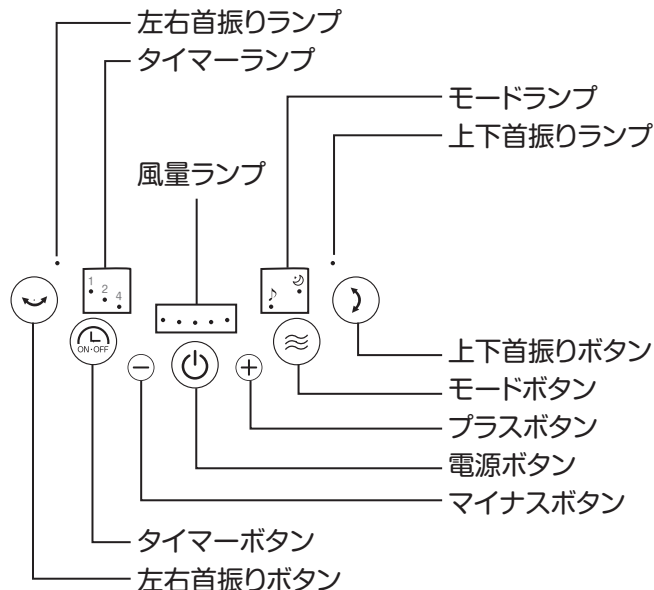 左右首振りランプ
タイマーランプ
モードランプ
上下首振りランプ
風量ランプ
1
2
4
ON・OFF
上下首振りボタン
モードボタン
プラスボタン
電源ボタン
マイナスボタン
タイマーボタン
左右首振りボタン